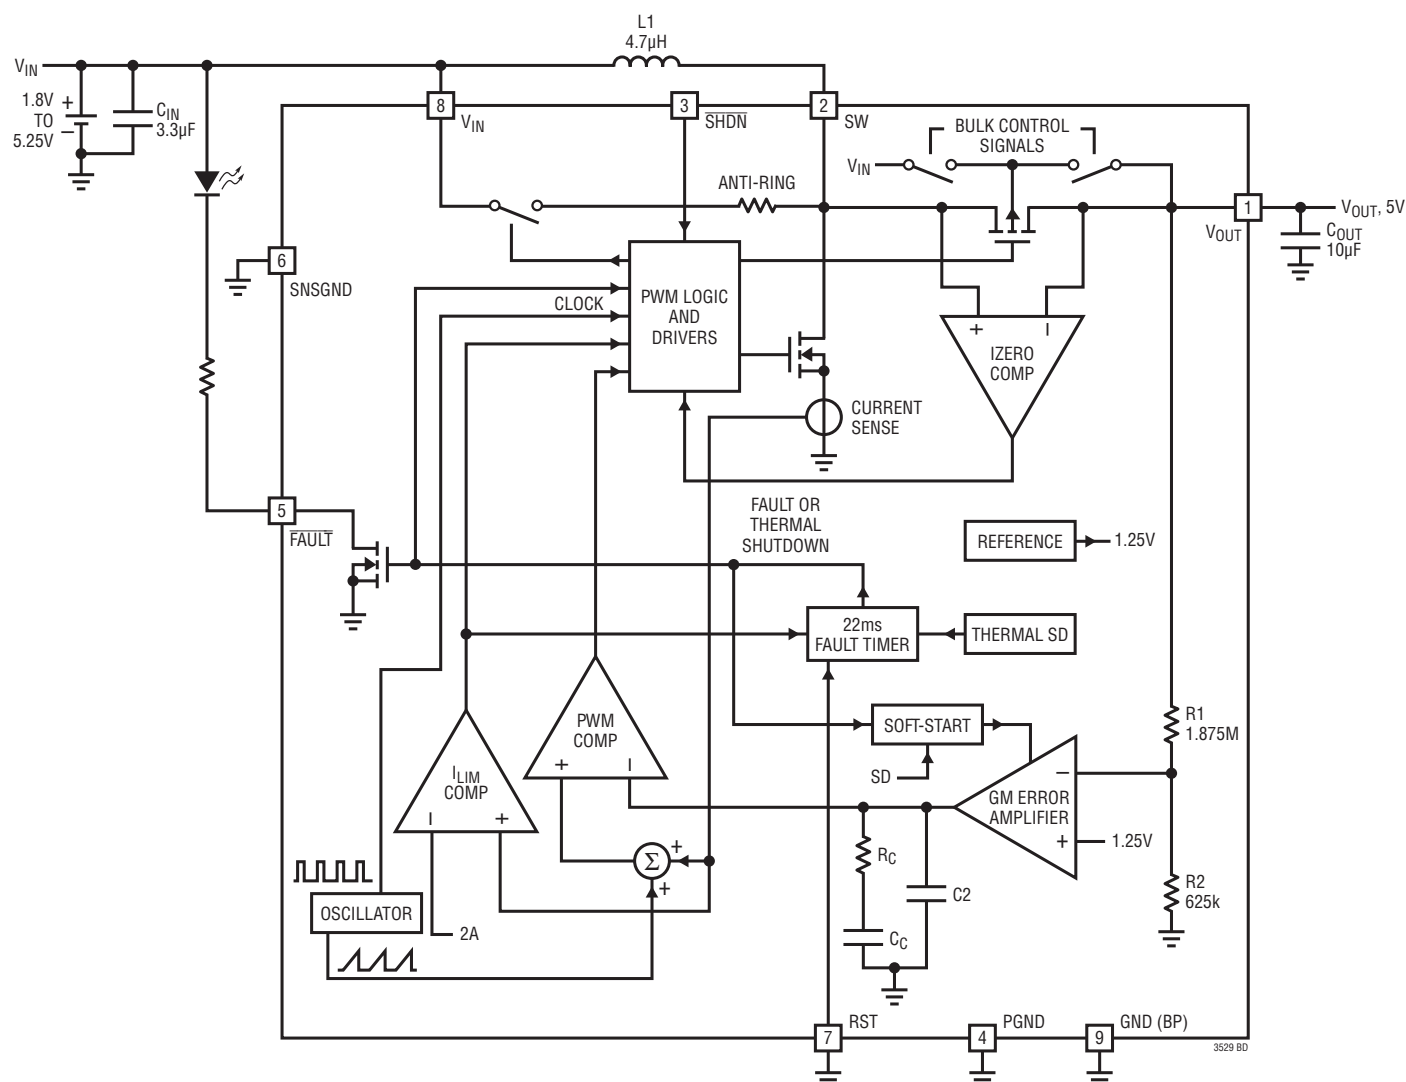 L1
4.7µH
VIN
1.8V
TO
5.25V
+
–
CIN
3.3µF
8
VIN
3
SHDN
2
SW
BULK CONTROL
SIGNALS
VIN
ANTI-RING
1
VOUT
VOUT, 5V
COUT
10µF
6
SNSGND
CLOCK
PWM LOGIC
AND
DRIVERS
+
–
IZERO
COMP
CURRENT
SENSE
5
FAULT
FAULT OR
THERMAL
SHUTDOWN
REFERENCE
1.25V
22ms
FAULT TIMER
THERMAL SD
PWM
COMP
+
–
SOFT-START
SD
R1
1.875M
ILIM
COMP
–
+
–
GM ERROR
AMPLIFIER
+
1.25V
Σ
+
+
RC
C2
R2
625k
OSCILLATOR
2A
CC
7
RST
4
PGND
9
GND (BP)
3529 BD